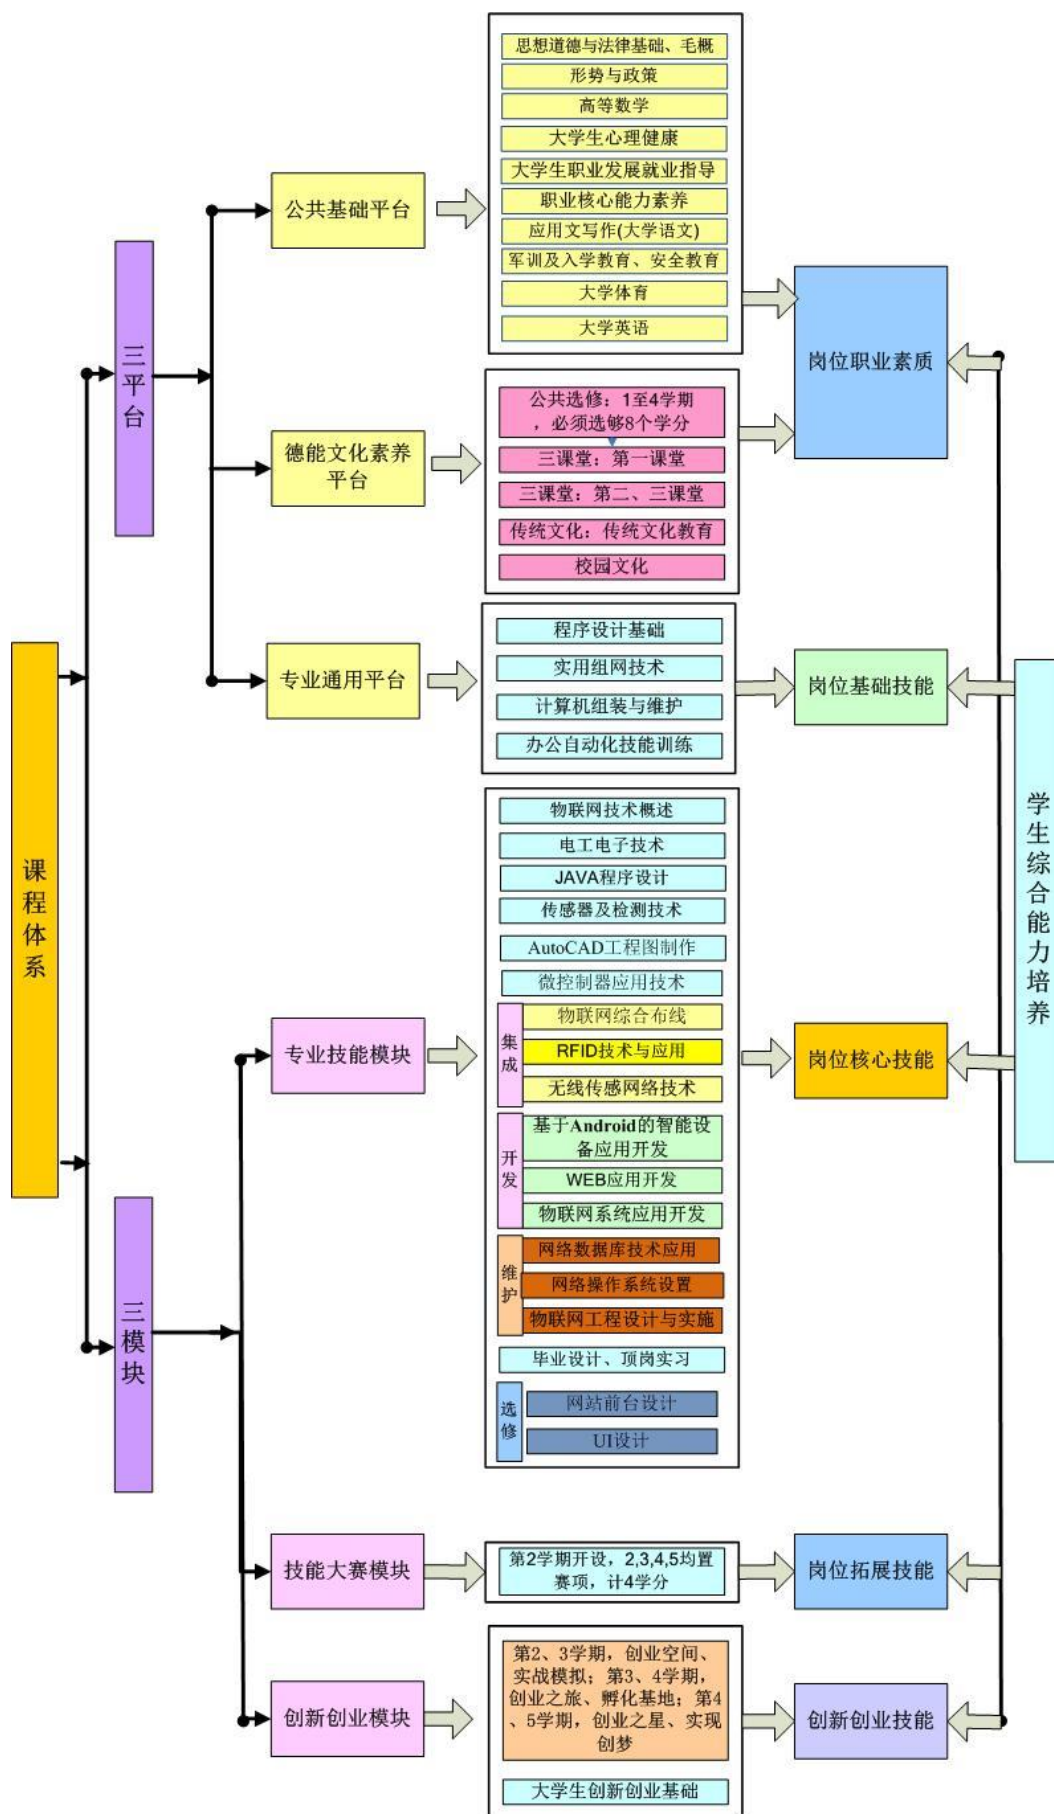 课程体系
三平台
公共基础平台
思想道德与法律基础、毛概
形势与政策
高等数学
大学生心理健康
大学生职业发展就业指导
职业核心能力素养
应用文写作(大学语文)
军训及入学教育、安全教育
大学体育
大学英语
岗位职业素质
德能文化素养
平台
公共选修：1至4学期
，必须选够8个学分
三课堂：第一课堂
三课堂：第二、三课堂
传统文化：传统文化教育
校园文化
专业通用平台
程序设计基础
实用组网技术
计算机组装与维护
办公自动化技能训练
岗位基础技能
学生综合能力培养
三模块
专业技能模块
物联网技术概述
电工电子技术
JAVA程序设计
传感器及检测技术
AutoCAD工程图制作
微控制器应用技术
集成
物联网综合布线
RFID技术与应用
无线传感网络技术
开发
基于Android的智能设
备应用开发
WEB应用开发
物联网系统应用开发
维护
网络数据库技术应用
网络操作系统设置
物联网工程设计与实施
毕业设计、顶岗实习
选修
网站前台设计
UI设计
岗位核心技能
技能大赛模块
第2学期开设，2,3,4,5均置
赛项，计4学分
岗位拓展技能
创新创业模块
第2、3学期，创业空间、
实战模拟；第3、4学期，
创业之旅、孵化基地；第4
、5学期，创业之星、实现
创梦
大学生创新创业基础
创新创业技能